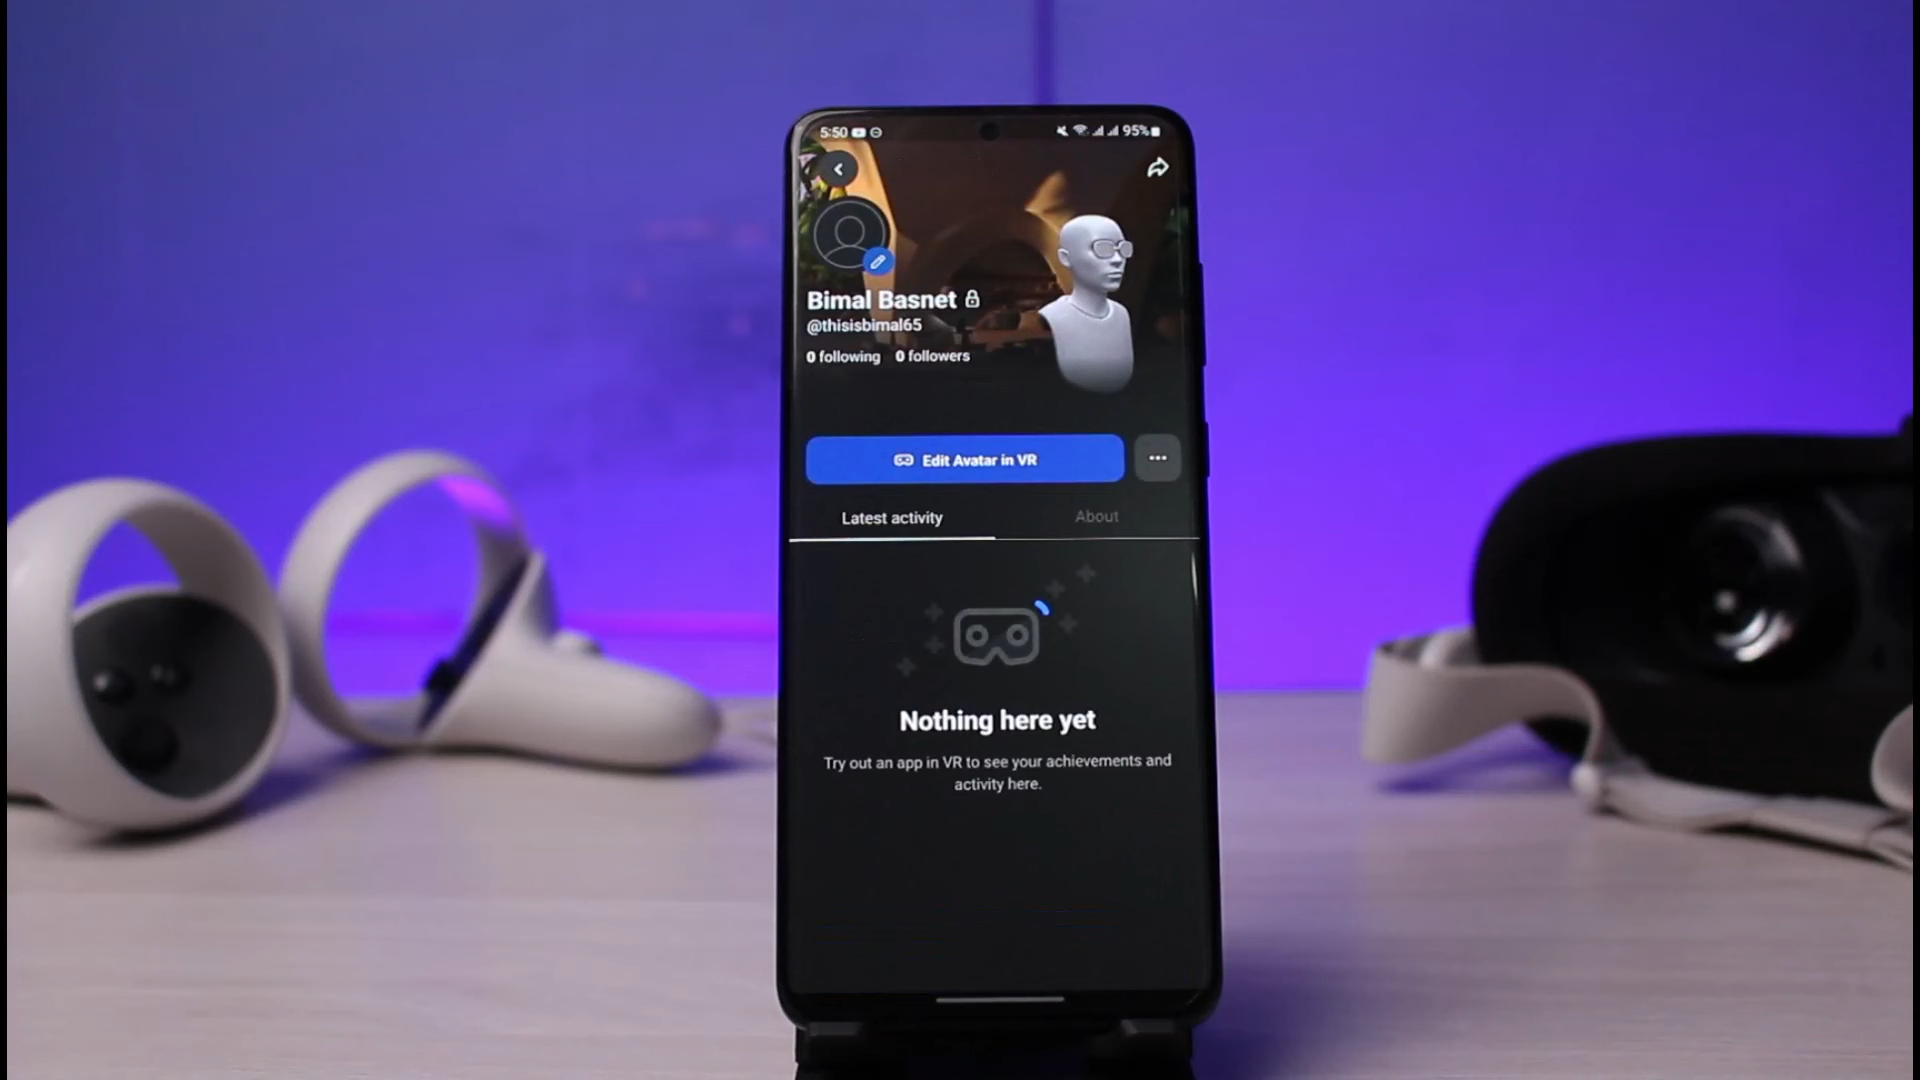 5:50
95%
Bimal Basnet
@thisisbimal65
0 following 0 followers
Edit Avatar in VR
Latest activity
About
Nothing here yet
Try out an app in VR to see your achievements and
activity here.